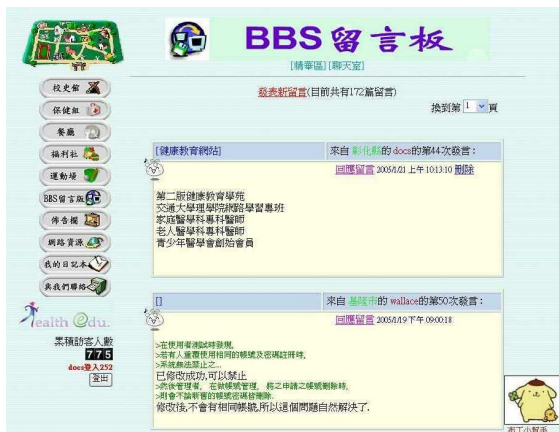 BBS留言板
[精華區][聊天室]
發表新留言(目前共有172篇留言)
換到第 1 頁
校史館
保健組
餐廳
福利社
運動場
BBS留言版
佈告欄
網路資源
我的日記本
與我們聯絡
Health @du.
累積訪客人數
775
docs登入252
登出
[健康教育網站]
來自 彰化縣的 docs的第44次發言：
回應留言 2005/1/21 上午 10:13:10 刪除
第二版健康教育學苑
交通大學理學院網路學習專班
家庭醫學科專科醫師
老人醫學科專科醫師
青少年醫學會創始會員
[]
來自 基隆市的 wallace的第50次發言：
回應留言 2005/1/19 下午 09:00:18
>在使用者測試時發現,
>若有人重覆使用相同的帳號及密碼註冊時,
>系統無法禁止之...
已修改成功,可以禁止
>然後管理者, 在做帳號管理, 將之申請之帳號刪除時,
>則會不論新舊的帳號密碼皆刪除.
修改後,不會有相同帳號,所以這個問題自然解決了.
布丁小幫手